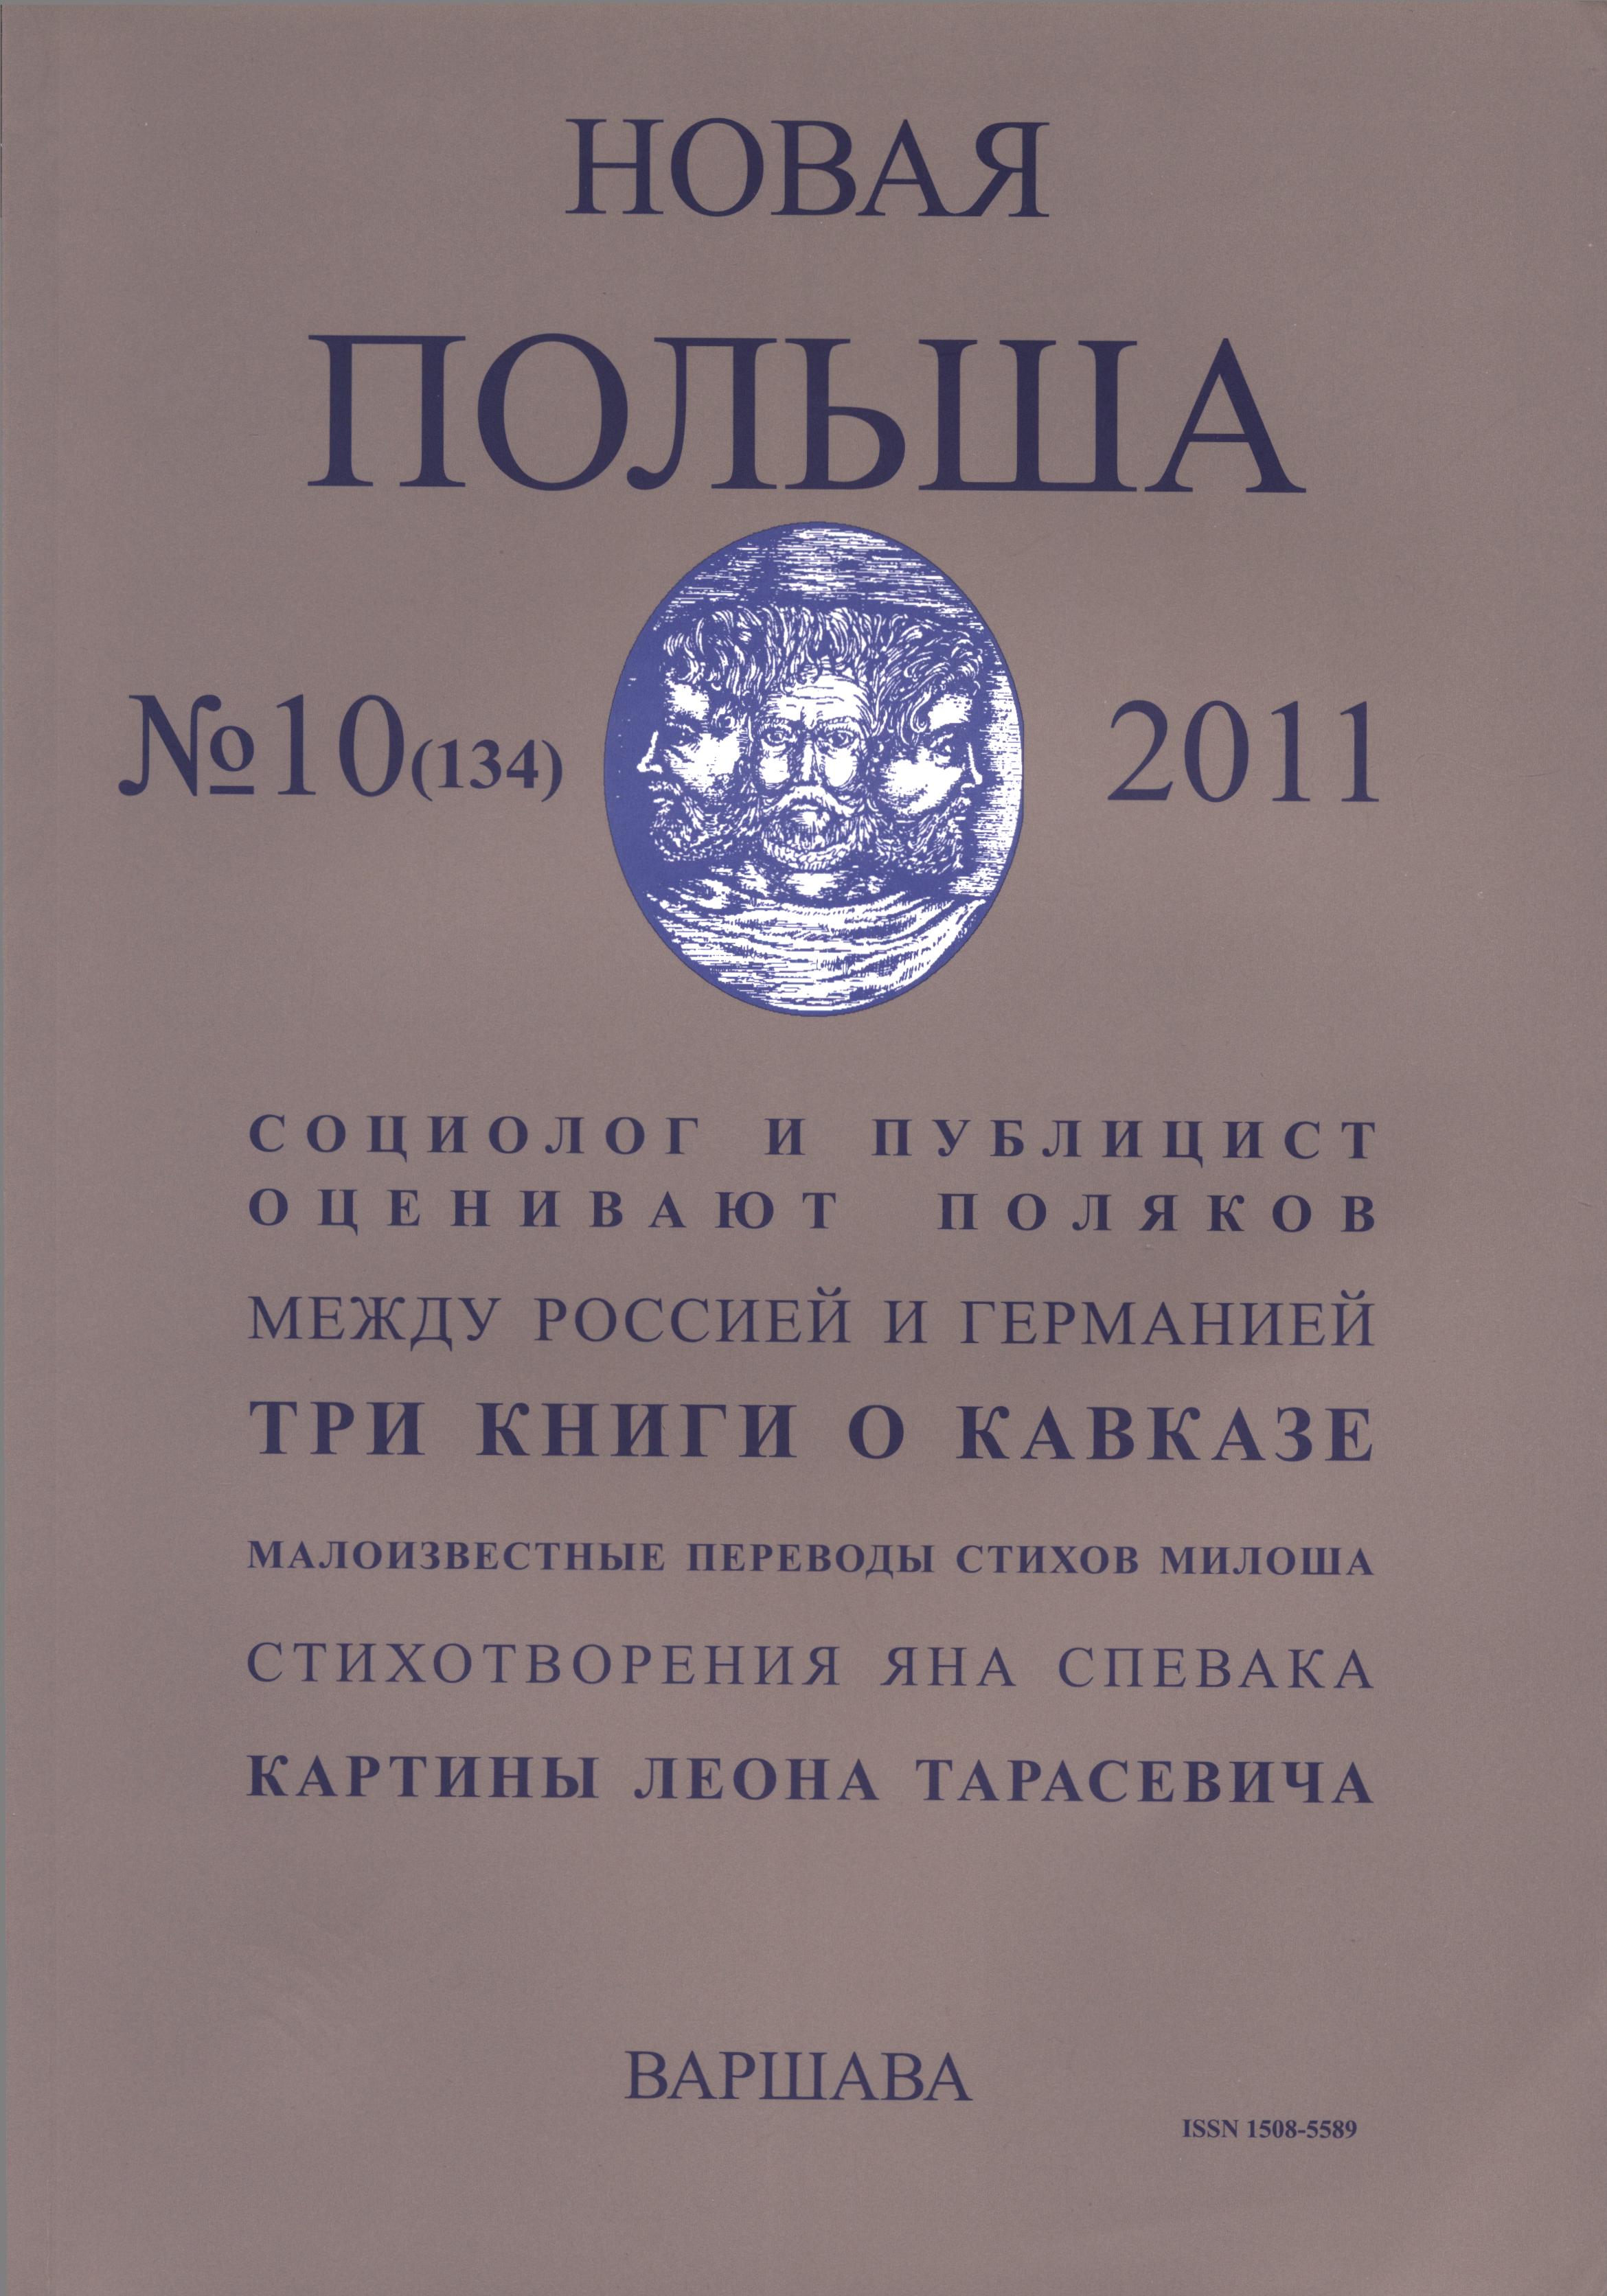 НОВАЯ
ПОЛЬША
№10(134) 2011
СОЦИОЛОГ И ПУБЛИЦИСТ
ОЦЕНИВАЮТ ПОЛЯКОВ
МЕЖДУ РОССИЕЙ И ГЕРМАНИЕЙ
ТРИ КНИГИ О КАВКАЗЕ
МАЛОИЗВЕСТНЫЕ ПЕРЕВОДЫ СТИХОВ МИЛОША
СТИХОТВОРЕНИЯ ЯНА СПЕВАКА
КАРТИНЫ ЛЕОНА ТАРАСЕВИЧА
ВАРШАВА
ISSN 1508-5589